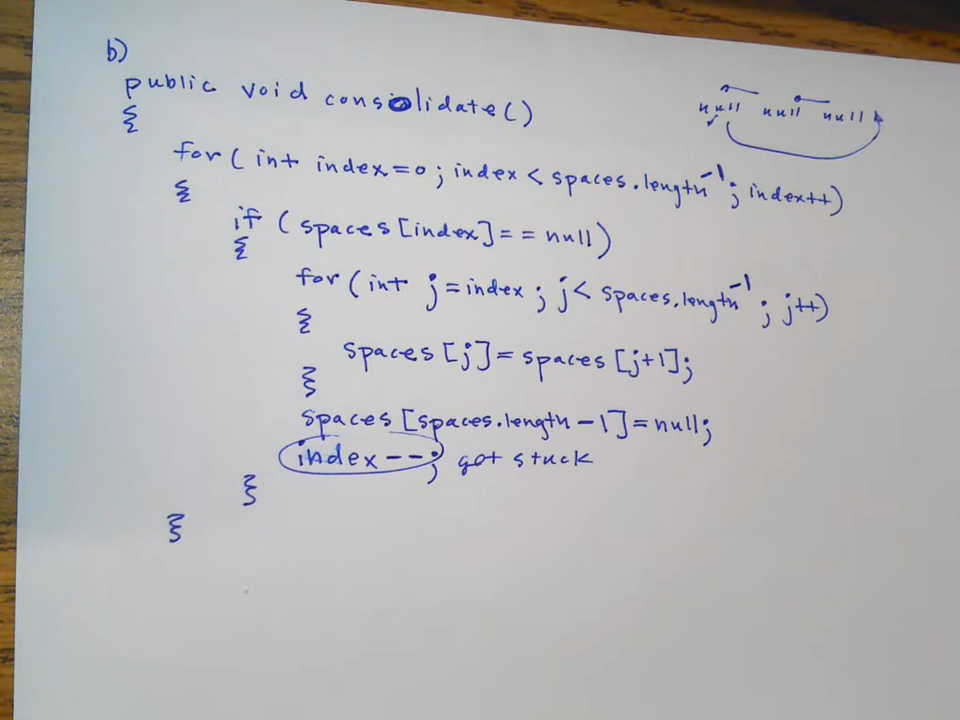 b)
public void consolidate()
{
null null null
for(int index=0; index<spaces.length-1; index++)
{
if (spaces[index]==null)
{
for(int j=index; j<spaces.length-1; j++)
{
spaces[j]=spaces[j+1];
}
spaces[spaces.length-1]=null;
index--; got stuck
}
}